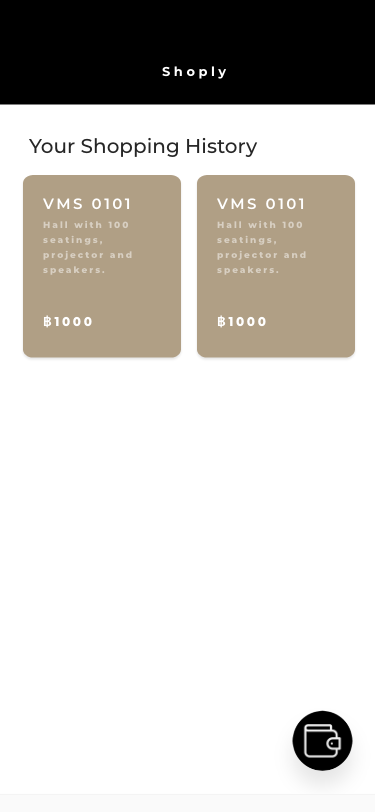 Shoply
Your Shopping History
VMS 0101
Hall with 100
seatings,
projector and
speakers.
฿1000
VMS 0101
Hall with 100
seatings,
projector and
speakers.
฿1000